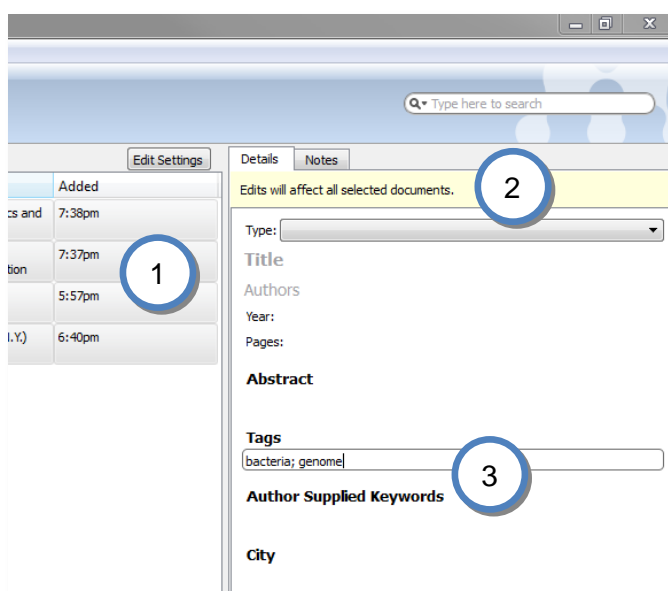 Type here to search
Edit Settings
Details Notes
Added
Edits will affect all selected documents.
2
cs and 7:38pm
7:37pm
tion
1
5:57pm
I.Y.) 6:40pm
Type:
Title
Authors
Year:
Pages:
Abstract
Tags
bacteria; genome
3
Author Supplied Keywords
City